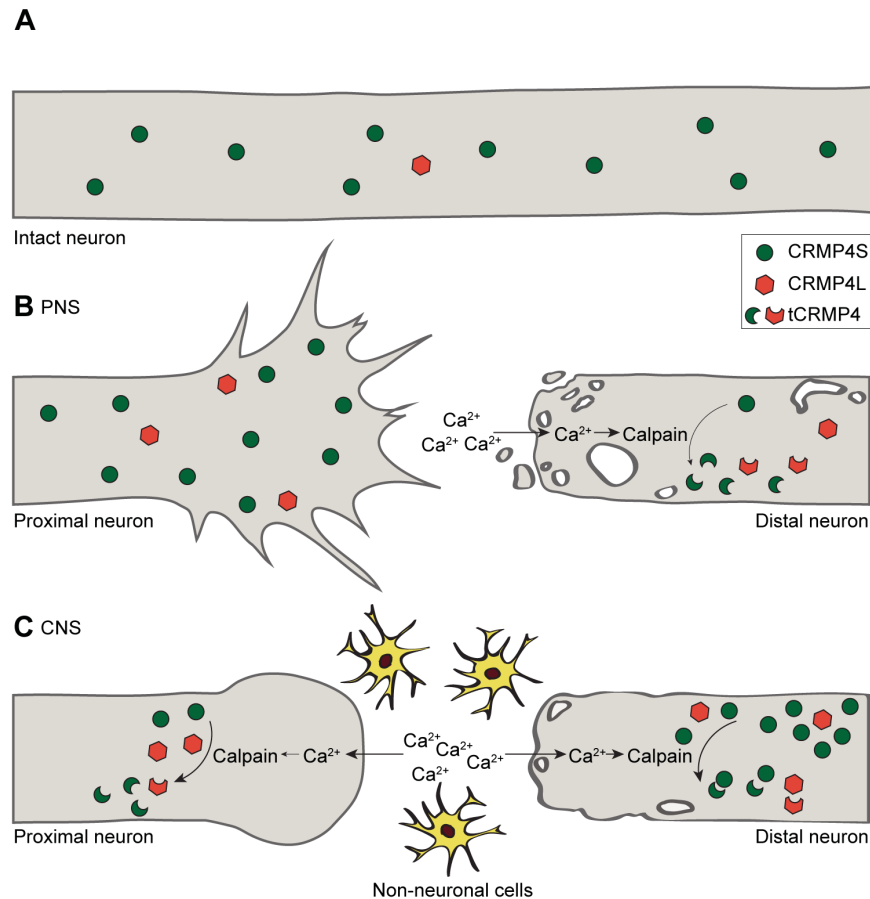 A
Intact neuron
CRMP4S
CRMP4L
tCRMP4
B PNS
Ca²⁺
Ca²⁺ Ca²⁺
Ca²⁺
Calpain
Proximal neuron
Distal neuron
C CNS
Calpain
Ca²⁺
Ca²⁺
Ca²⁺
Ca²⁺
Ca²⁺
Ca²⁺
Calpain
Proximal neuron
Distal neuron
Non-neuronal cells